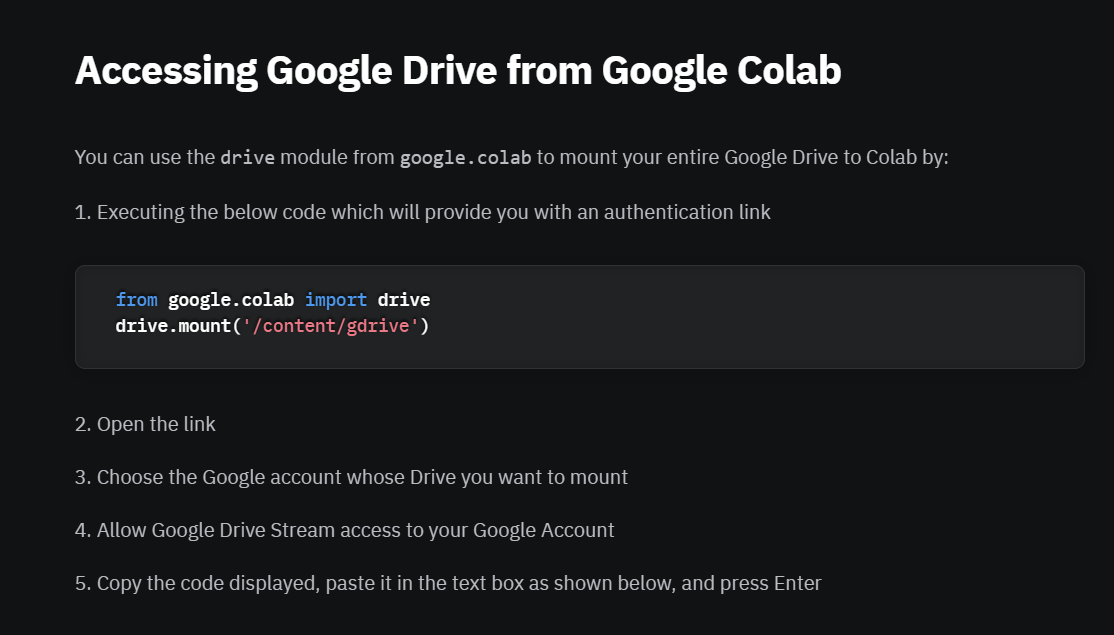 Accessing Google Drive from Google Colab
You can use the drive module from google.colab to mount your entire Google Drive to Colab by:
1. Executing the below code which will provide you with an authentication link
from google.colab import drive
drive.mount('/content/gdrive')
2. Open the link
3. Choose the Google account whose Drive you want to mount
4. Allow Google Drive Stream access to your Google Account
5. Copy the code displayed, paste it in the text box as shown below, and press Enter